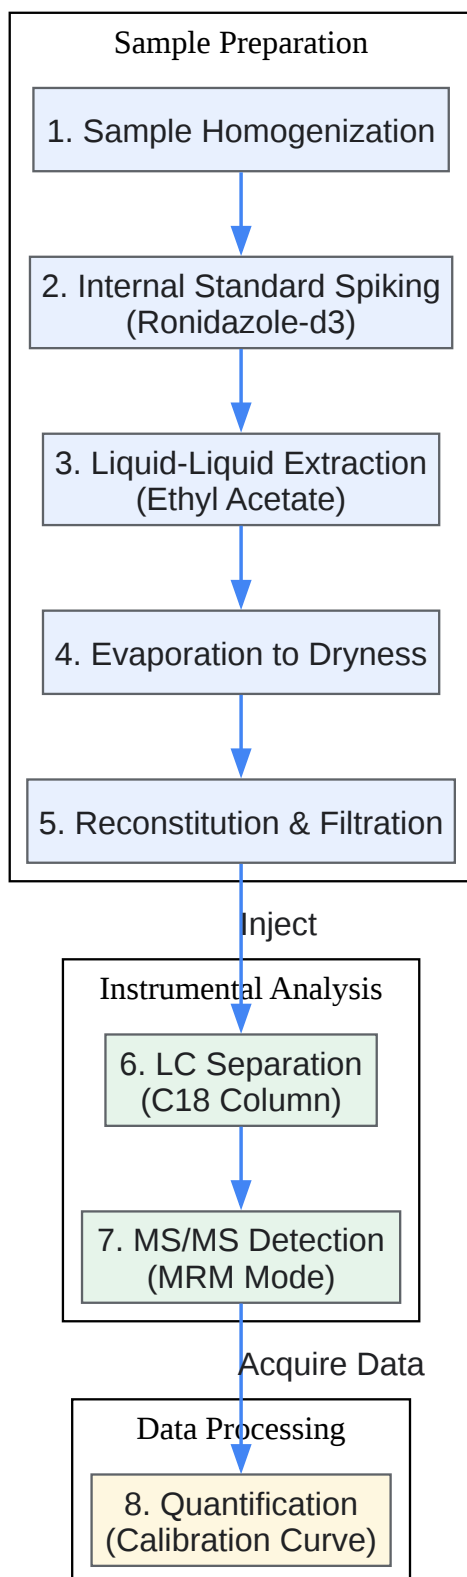 Sample Preparation
1. Sample Homogenization
2. Internal Standard Spiking
(Ronidazole-d3)
3. Liquid-Liquid Extraction
(Ethyl Acetate)
4. Evaporation to Dryness
5. Reconstitution & Filtration
Inject
Instrumental Analysis
6. LC Separation
(C18 Column)
7. MS/MS Detection
(MRM Mode)
Acquire Data
Data Processing
8. Quantification
(Calibration Curve)